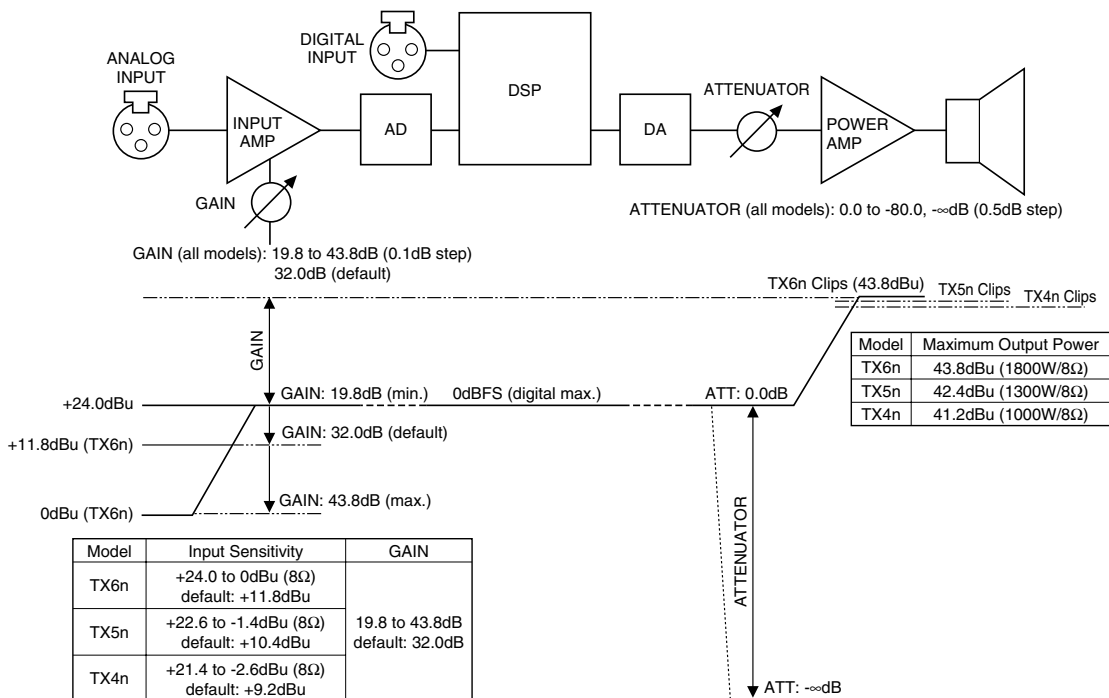 ANALOG
INPUT
DIGITAL
INPUT
DSP
INPUT
AMP
AD
DA
ATTENUATOR
POWER
AMP
GAIN
GAIN (all models): 19.8 to 43.8dB (0.1dB step)
32.0dB (default)
ATTENUATOR (all models): 0.0 to -80.0, -∞dB (0.5dB step)
TX6n Clips (43.8dBu)
TX5n Clips
TX4n Clips
GAIN
Model Maximum Output Power
TX6n 43.8dBu (1800W/8Ω)
TX5n 42.4dBu (1300W/8Ω)
TX4n 41.2dBu (1000W/8Ω)
+24.0dBu
GAIN: 19.8dB (min.)
0dBFS (digital max.)
ATT: 0.0dB
+11.8dBu (TX6n)
GAIN: 32.0dB (default)
0dBu (TX6n)
GAIN: 43.8dB (max.)
ATTENUATOR
ATT: -∞dB
Model Input Sensitivity GAIN
TX6n +24.0 to 0dBu (8Ω)
default: +11.8dBu
TX5n +22.6 to -1.4dBu (8Ω)
default: +10.4dBu
19.8 to 43.8dB
default: 32.0dB
TX4n +21.4 to -2.6dBu (8Ω)
default: +9.2dBu